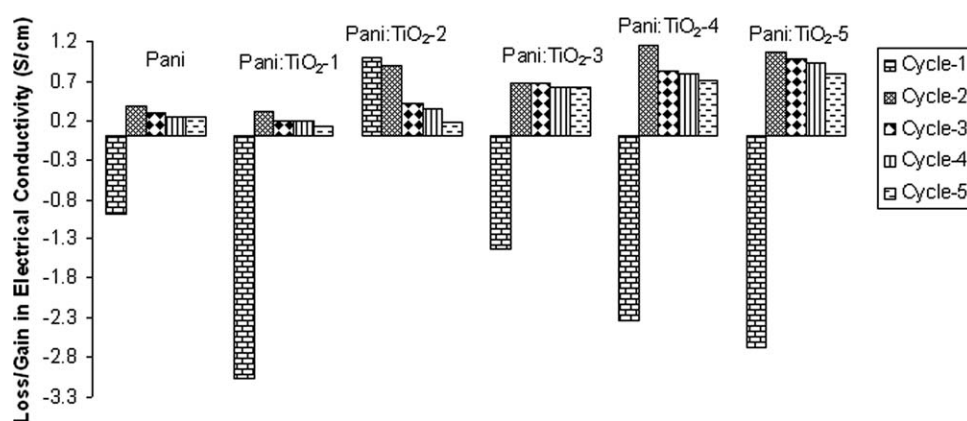 Loss/Gain in Electrical Conductivity (S/cm)
1.2
0.7
0.2
-0.3
-0.8
-1.3
-1.8
-2.3
-2.8
-3.3
Pani
Pani:TiO₂-1
Pani:TiO₂-2
Pani:TiO₂-3
Pani:TiO₂-4
Pani:TiO₂-5
Cycle-1
Cycle-2
Cycle-3
Cycle-4
Cycle-5